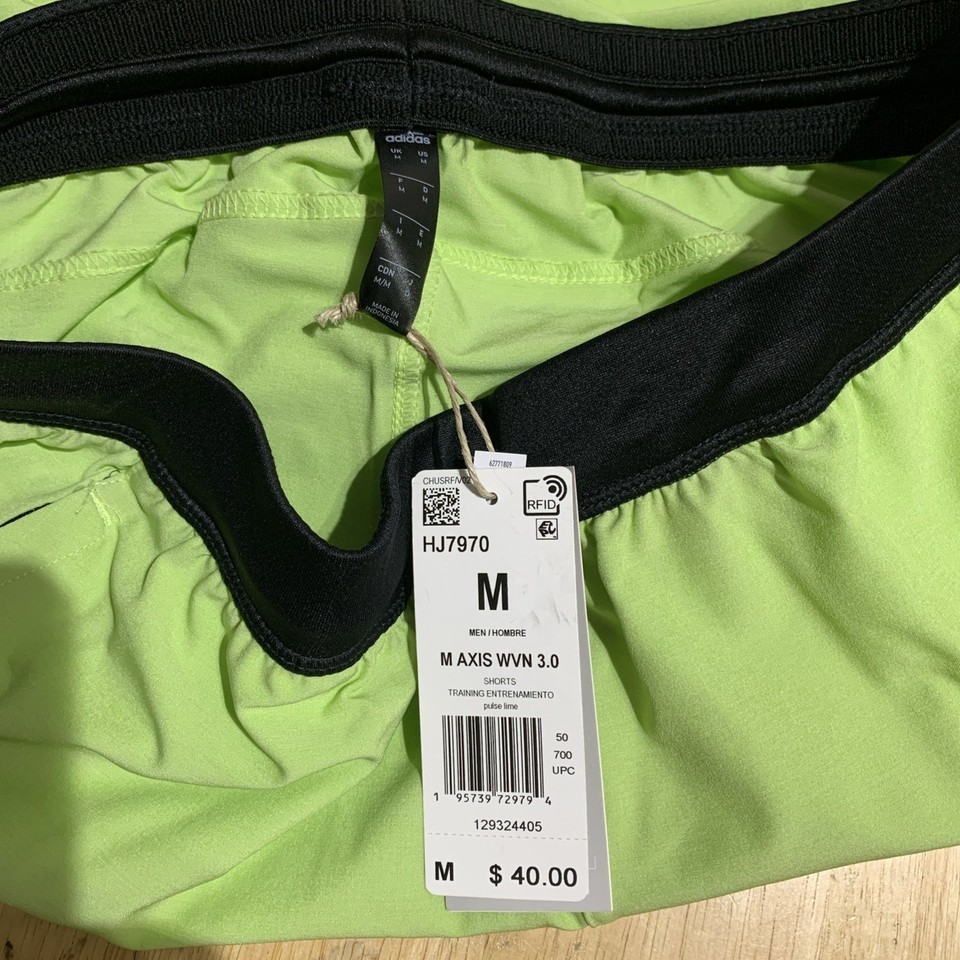 adidas
UK US
M M
F D
M M
I E
M M
CDN J
M/M O
MADE IN
INDONESIA
62771809
CHUSRF/V02
RFID
HJ7970
M
MEN / HOMBRE
M AXIS WVN 3.0
SHORTS
TRAINING ENTRENAMIENTO
pulse lime
50
700
UPC
1 95739 72979 4
129324405
M $ 40.00